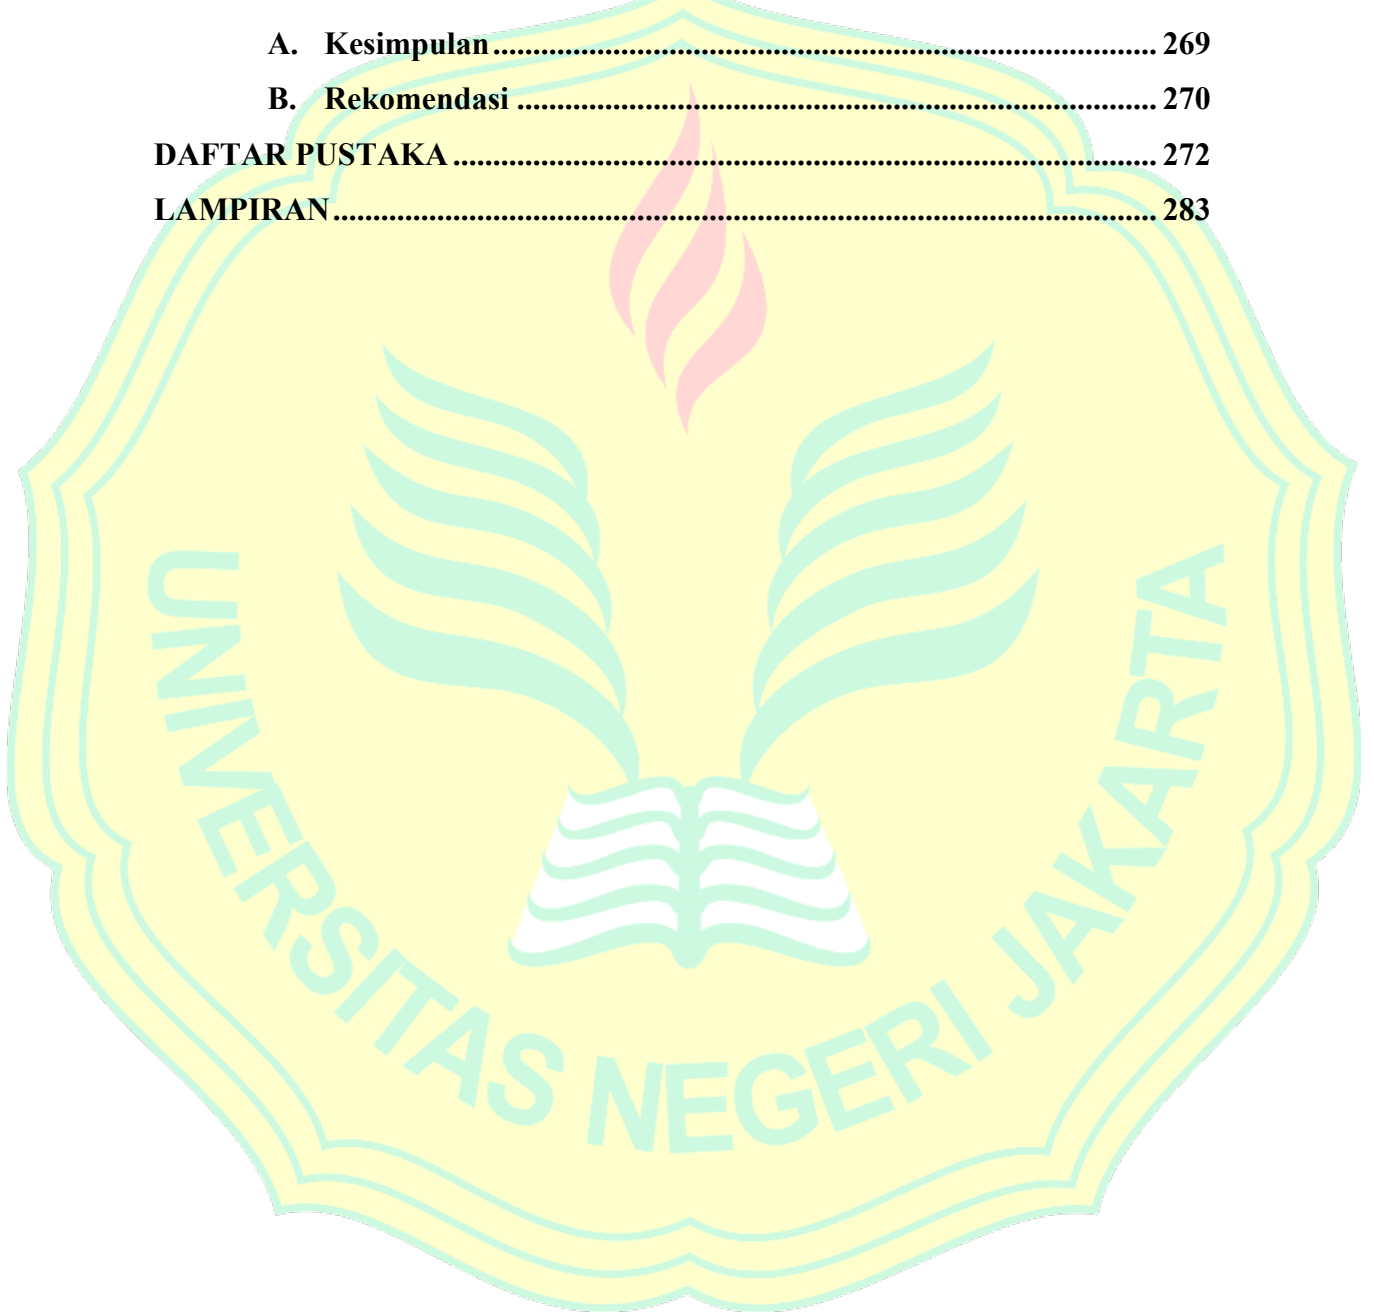 A. Kesimpulan.................................................................................... 269
B. Rekomendasi ................................................................................. 270
DAFTAR PUSTAKA ......................................................................................... 272
LAMPIRAN........................................................................................................ 283
UNIVERSITAS NEGERI JAKARTA